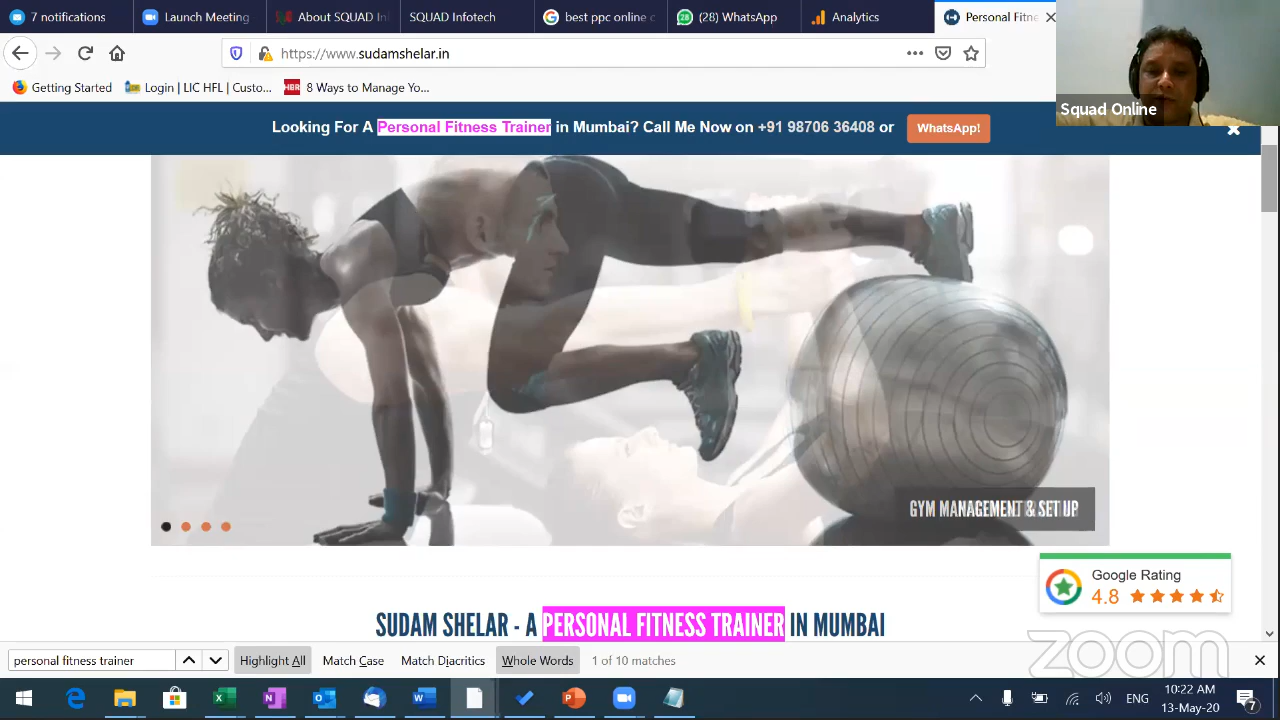 7 notifications
Launch Meeting
About SQUAD In
SQUAD Infotech
best ppc online c
(28) WhatsApp
Analytics
Personal Fitne
https://www.sudamshelar.in
Getting Started
Login | LIC HFL | Custo...
HBR
8 Ways to Manage Yo...
Squad Online
Looking For A Personal Fitness Trainer in Mumbai? Call Me Now on +91 98706 36408 or
WhatsApp!
GYM MANAGEMENT & SET UP
Google Rating
4.8
SUDAM SHELAR - A PERSONAL FITNESS TRAINER IN MUMBAI
zoom
personal fitness trainer
Highlight All
Match Case
Match Diacritics
Whole Words
1 of 10 matches
ENG
10:22 AM
13-May-20
7